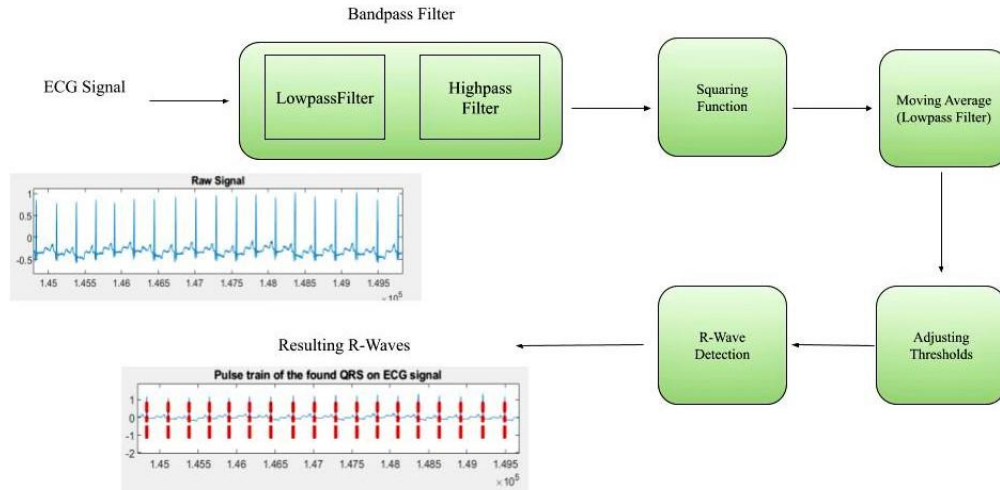 Bandpass Filter
ECG Signal
LowpassFilter
Highpass
Filter
Squaring
Function
Moving Average
(Lowpass Filter)
Raw Signal
1
0.5
0
-0.5
1.45 1.455 1.46 1.465 1.47 1.475 1.48 1.485 1.49 1.495
×10⁵
Adjusting
Thresholds
R-Wave
Detection
Resulting R-Waves
Pulse train of the found QRS on ECG signal
1
0
-1
-2
1.45 1.455 1.46 1.465 1.47 1.475 1.48 1.485 1.49 1.495
×10⁵